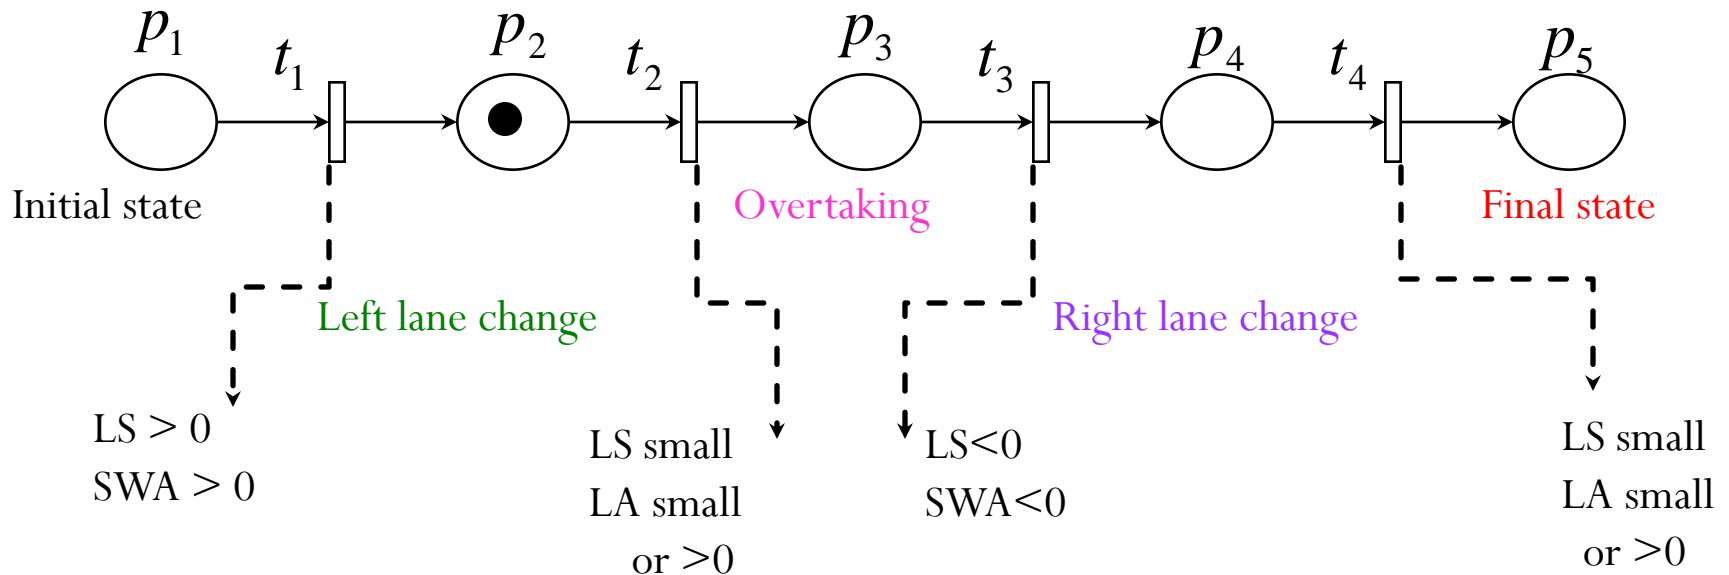 p1
t1
p2
t2
p3
t3
p4
t4
p5
Initial state
Overtaking
Final state
Left lane change
Right lane change
LS > 0
SWA > 0
LS small
LA small
or >0
LS<0
SWA<0
LS small
LA small
or >0